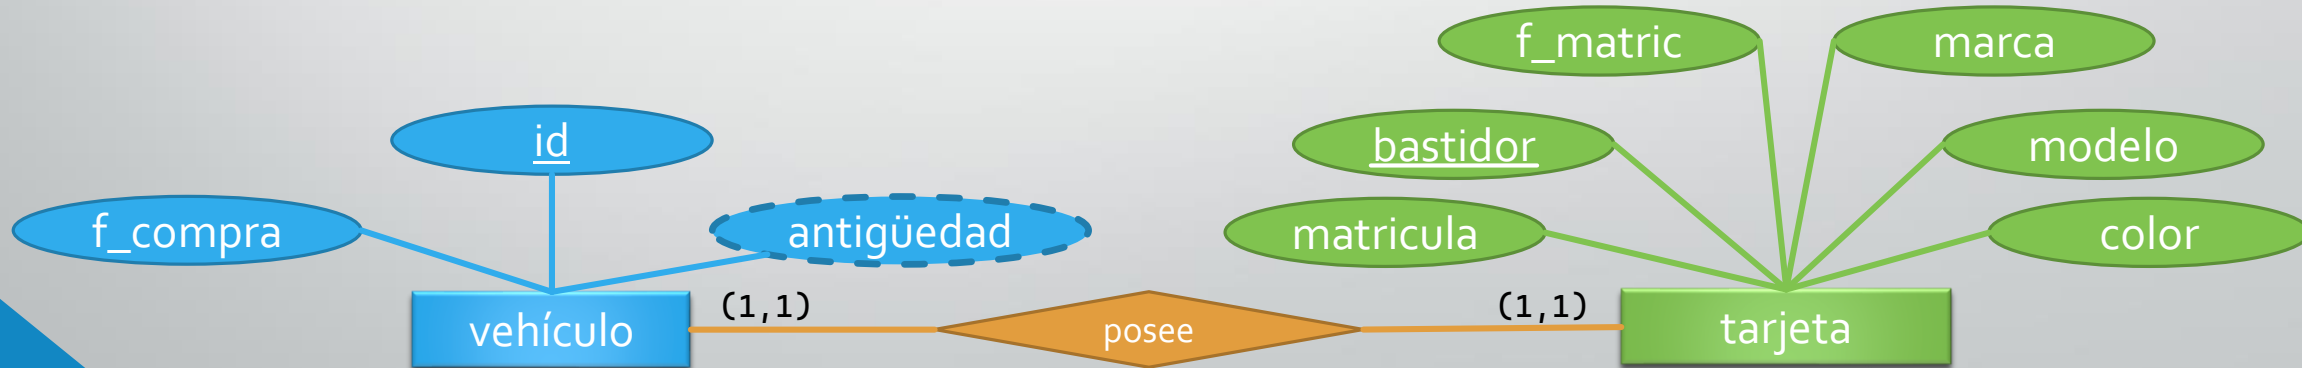 f_matric
marca
id
bastidor
modelo
f_compra
antigüedad
matricula
color
(1,1)
(1,1)
vehículo
posee
tarjeta